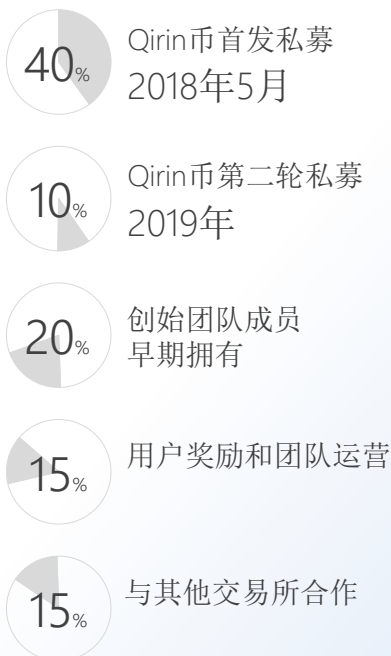 40%
Qirin币首发私募
2018年5月
10%
Qirin币第二轮私募
2019年
20%
创始团队成员
早期拥有
15%
用户奖励和团队运营
15%
与其他交易所合作